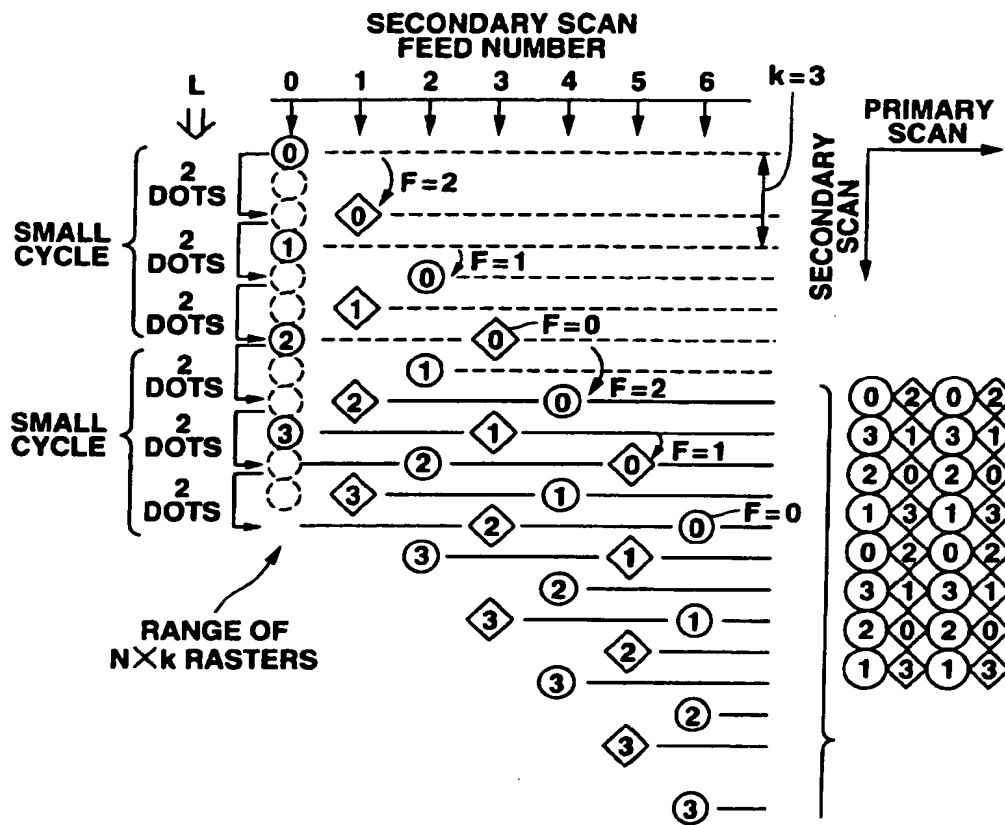 SECONDARY SCAN
FEED NUMBER
L
0 1 2 3 4 5 6
k=3
PRIMARY
SCAN
SECONDARY
SCAN
SMALL
CYCLE
2
DOTS
2
DOTS
2
DOTS
SMALL
CYCLE
2
DOTS
2
DOTS
2
DOTS
0
F=2
0
1
F=1
0
1
2
0
F=0
1
2
0
F=2
3
1
2
0
F=1
3
1
2
0
F=0
3
1
2
3
1
2
3
2
3
3
RANGE OF
N×k RASTERS
0 2 0 2
3 1 3 1
2 0 2 0
1 3 1 3
0 2 0 2
3 1 3 1
2 0 2 0
1 3 1 3